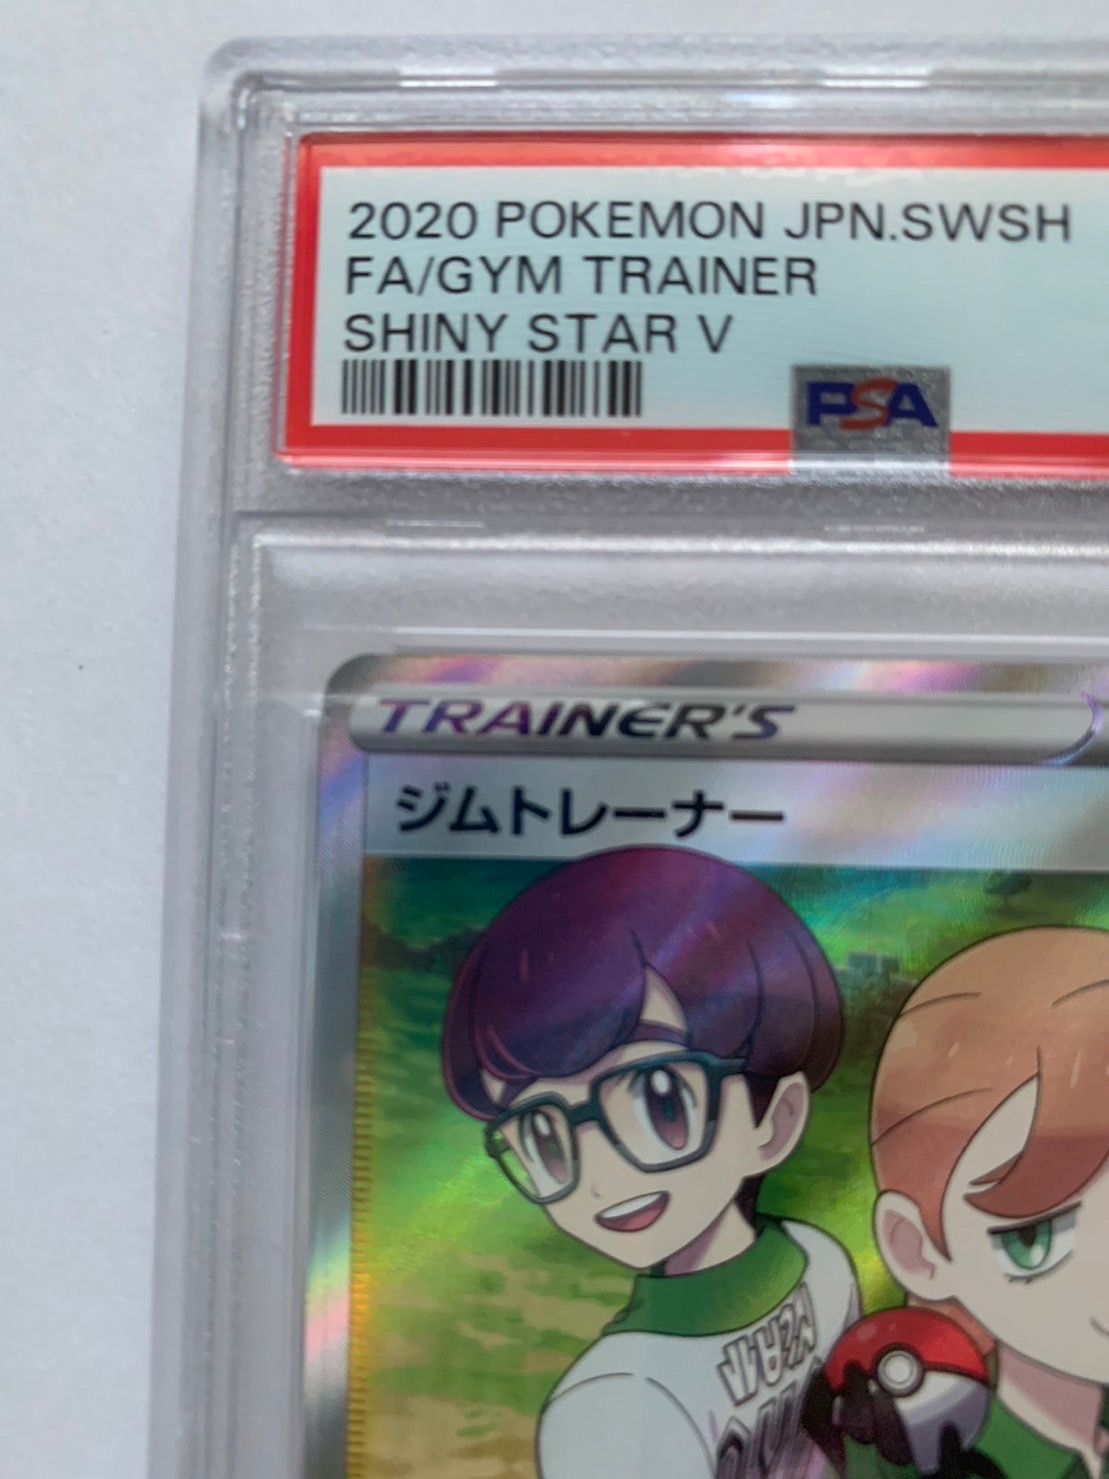 2020 POKEMON JPN.SWSH
FA/GYM TRAINER
SHINY STAR V
PSA
TRAINER'S
ジムトレーナー